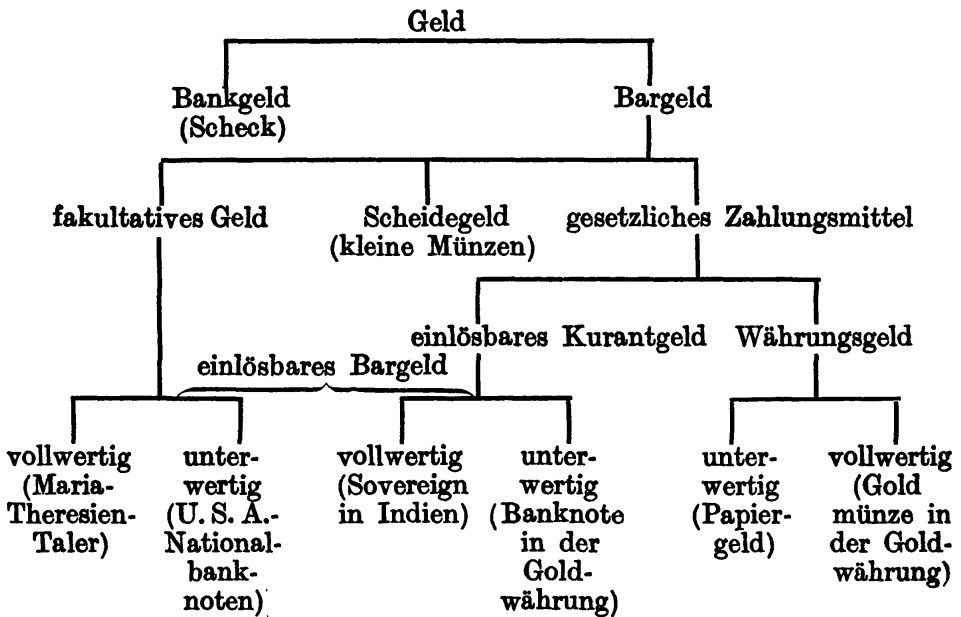 Geld
Bankgeld
(Scheck)
Bargeld
fakultatives Geld
Scheidegeld
(kleine Münzen)
gesetzliches Zahlungsmittel
einlösbares Kurantgeld
Währungsgeld
einlösbares Bargeld
vollwertig
(Maria-
Theresien-
Taler)
unter-
wertig
(U. S. A.-
National-
bank-
noten)
vollwertig
(Sovereign
in Indien)
unter-
wertig
(Banknote
in der
Gold-
währung)
unter-
wertig
(Papier-
geld)
vollwertig
(Gold
münze in
der Gold-
währung)